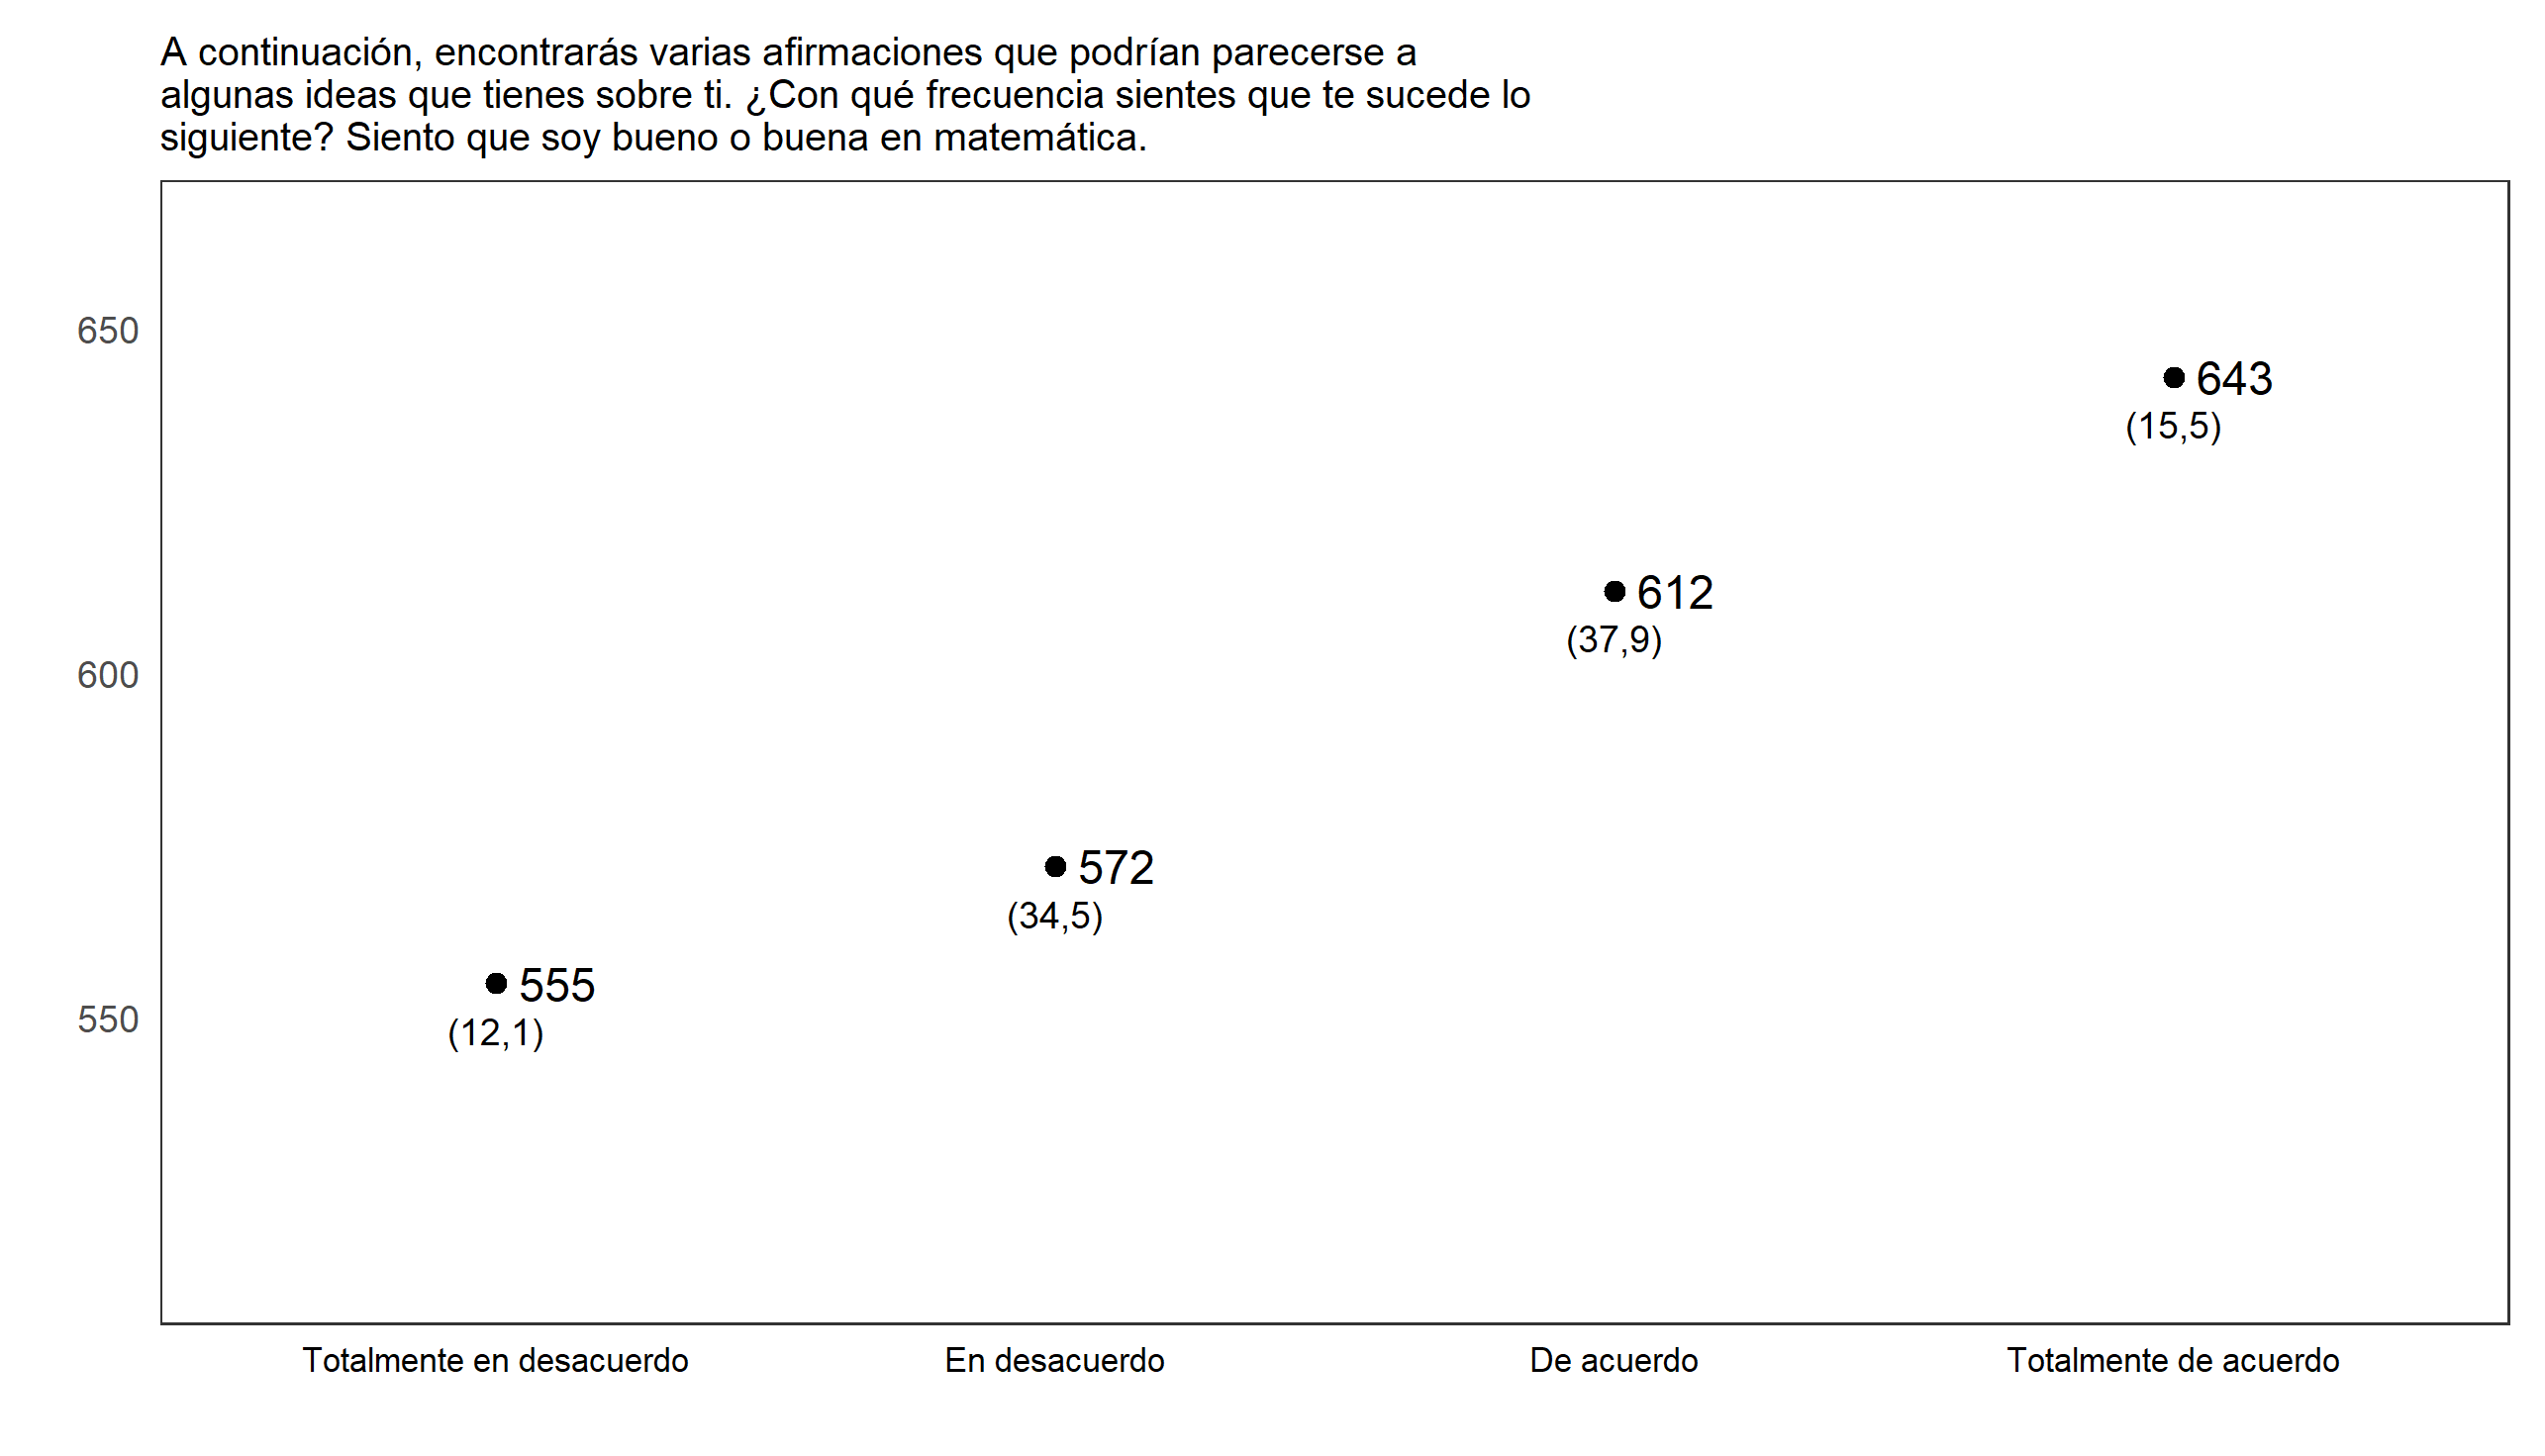 A continuación, encontrarás varias afirmaciones que podrían parecerse a
algunas ideas que tienes sobre ti. ¿Con qué frecuencia sientes que te sucede lo
siguiente? Siento que soy bueno o buena en matemática.
650
643
(15,5)
612
(37,9)
600
572
(34,5)
555
(12,1)
550
Totalmente en desacuerdo
En desacuerdo
De acuerdo
Totalmente de acuerdo